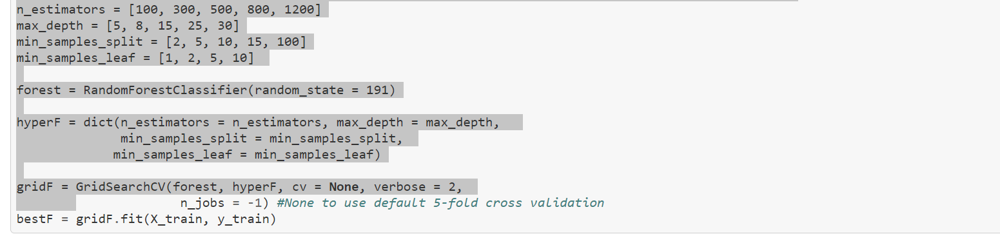 n_estimators = [100, 300, 500, 800, 1200]
max_depth = [5, 8, 15, 25, 30]
min_samples_split = [2, 5, 10, 15, 100]
min_samples_leaf = [1, 2, 5, 10]
forest = RandomForestClassifier(random_state = 191)
hyperF = dict(n_estimators = n_estimators, max_depth = max_depth,
              min_samples_split = min_samples_split,
             min_samples_leaf = min_samples_leaf)
gridF = GridSearchCV(forest, hyperF, cv = None, verbose = 2,
                      n_jobs = -1) #None to use default 5-fold cross validation
bestF = gridF.fit(X_train, y_train)